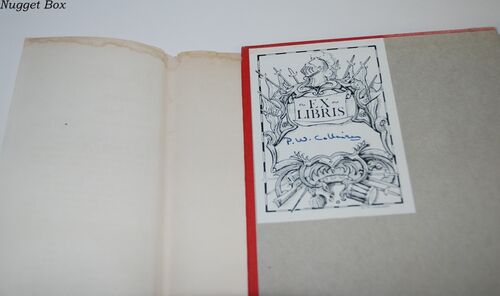 Nugget Box
EX
LIBRIS
P.W.